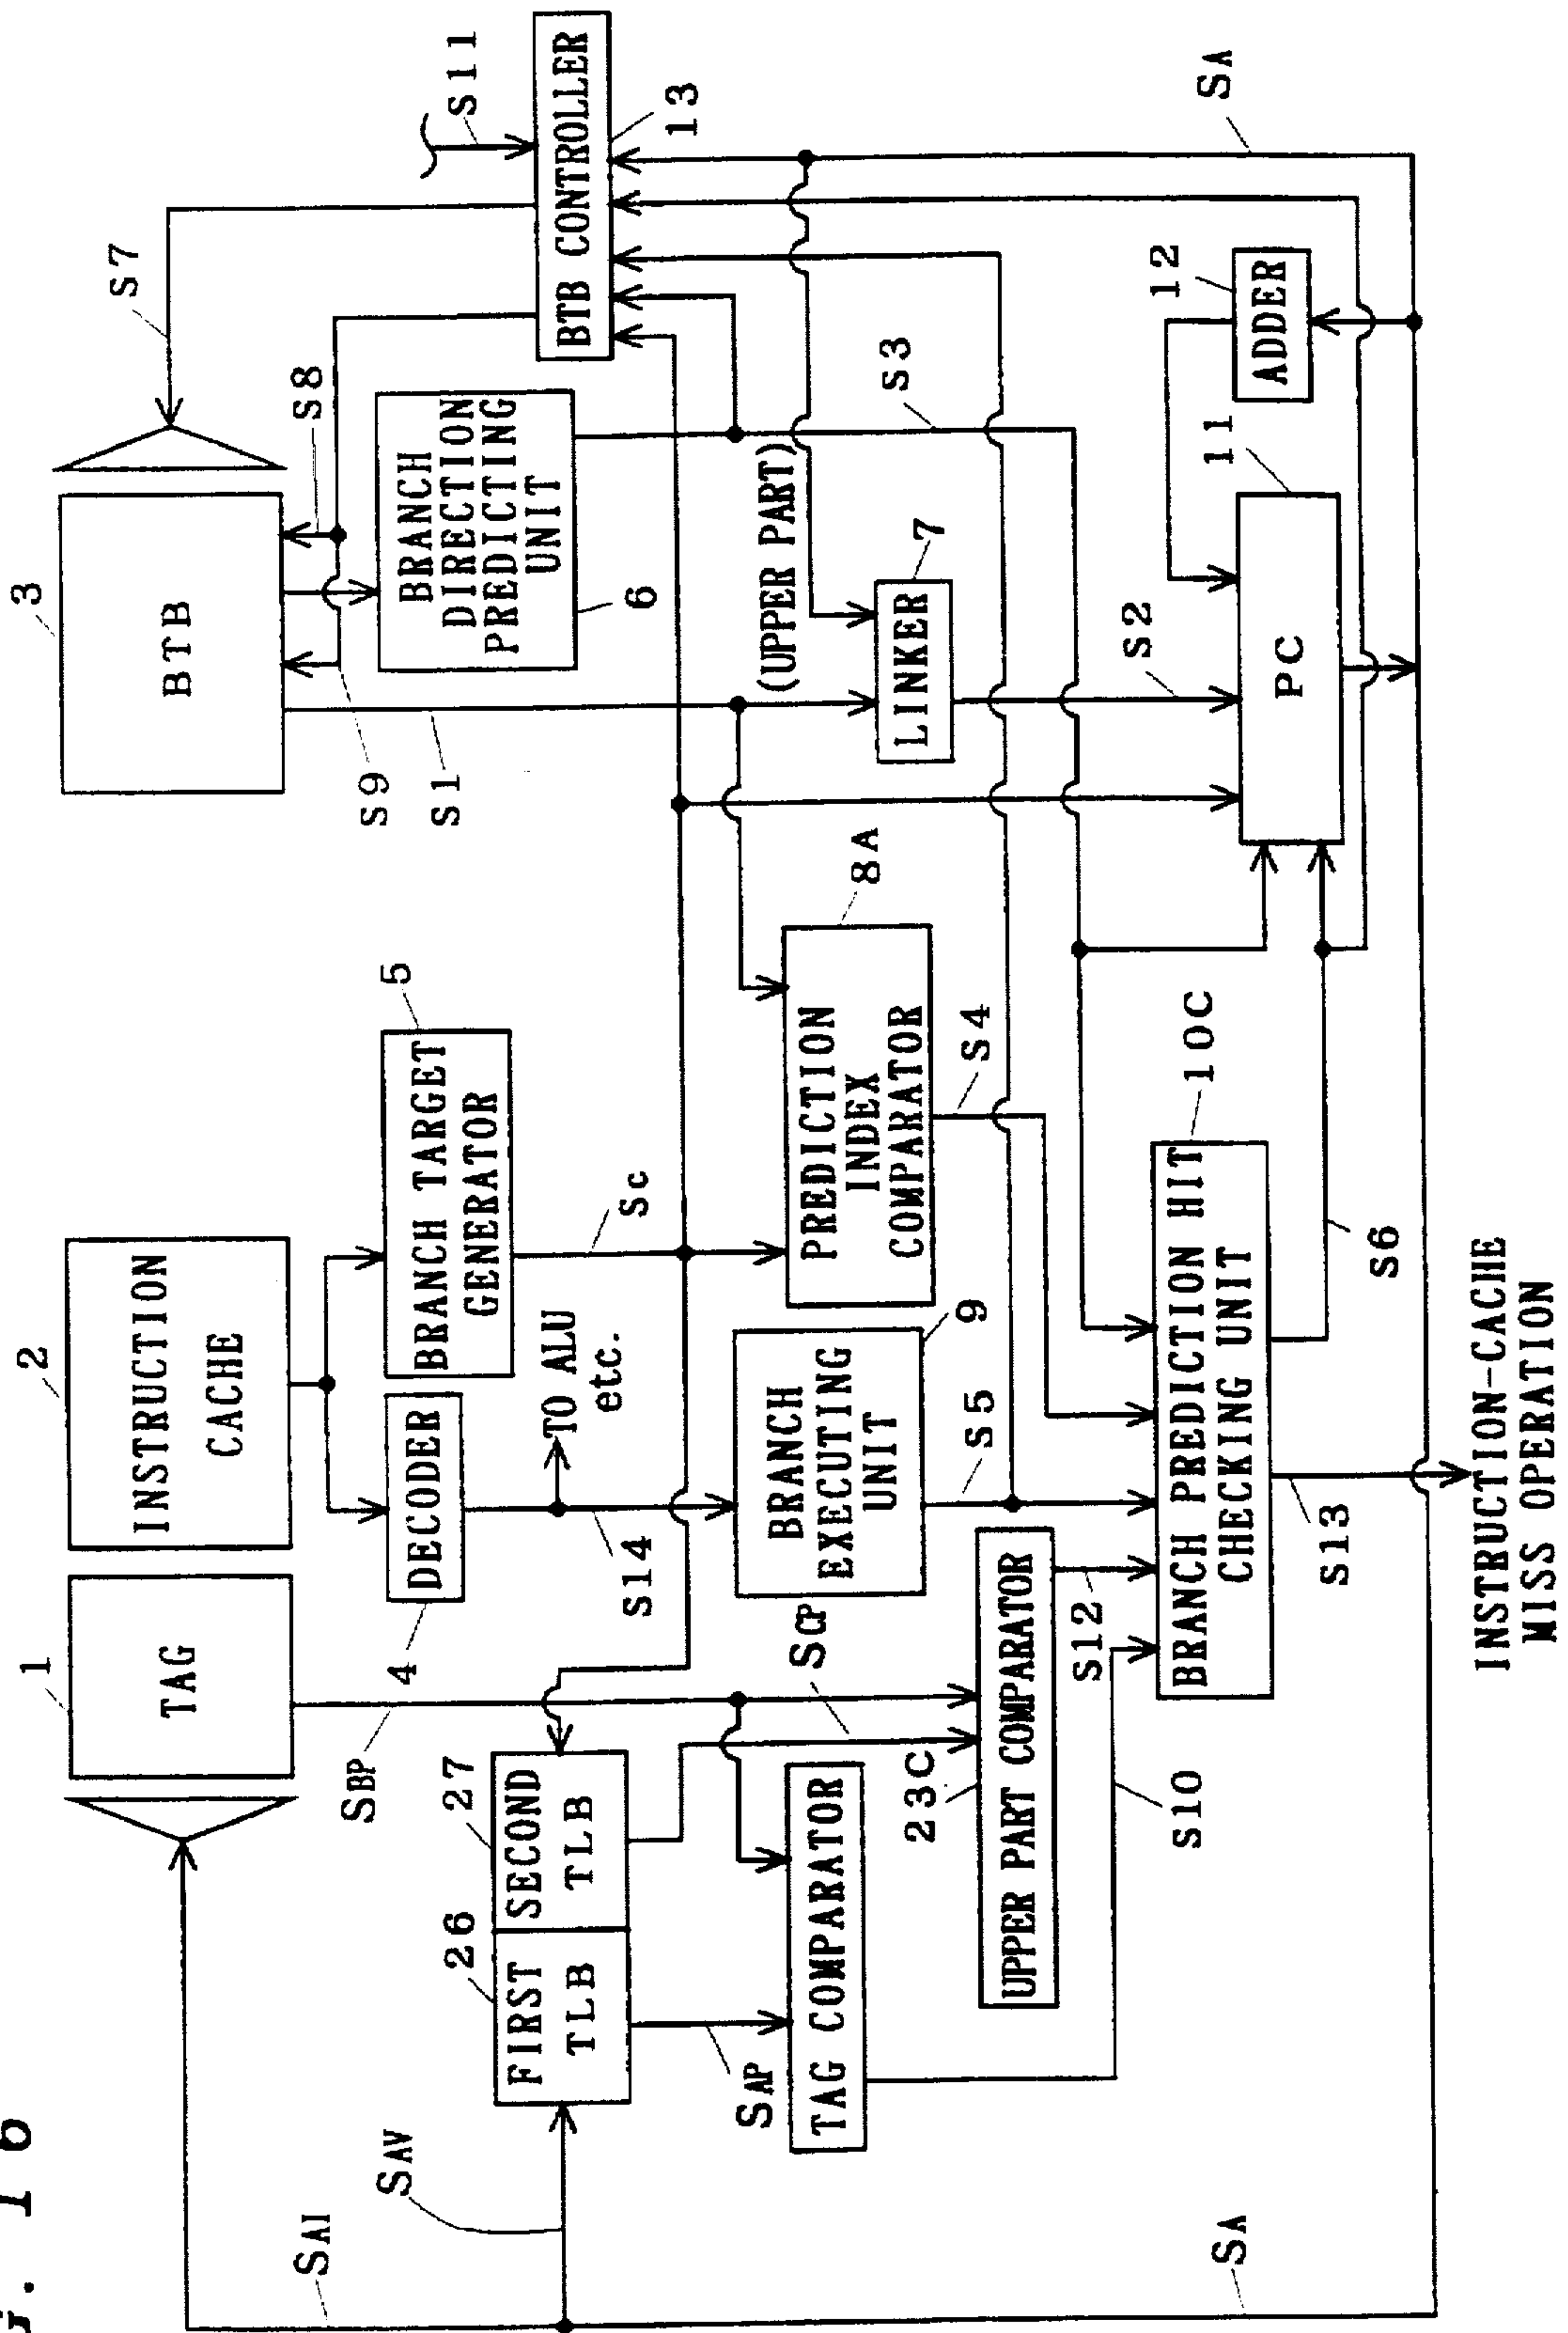 G. 16
1
2
3
TAG
INSTRUCTION
CACHE
BTB
S7
SAI
SAV
SBP
S9
S8
S1
26
27
4
5
FIRST
TLB
SECOND
TLB
DECODER
BRANCH TARGET
GENERATOR
BRANCH
DIRECTION
PREDICTING
UNIT
6
S11
BTB CONTROLLER
13
TO ALU
etc.
S14
Sc
SAP
SCP
TAG COMPARATOR
BRANCH
EXECUTING
UNIT
9
PREDICTION
INDEX
COMPARATOR
8A
(UPPER PART)
LINKER
7
S3
23C
UPPER PART COMPARATOR
S5
S4
S12
S10
S2
BRANCH PREDICTION HIT
CHECKING UNIT
10C
PC
11
ADDER
12
SA
SA
S13
S6
INSTRUCTION-CACHE
MISS OPERATION